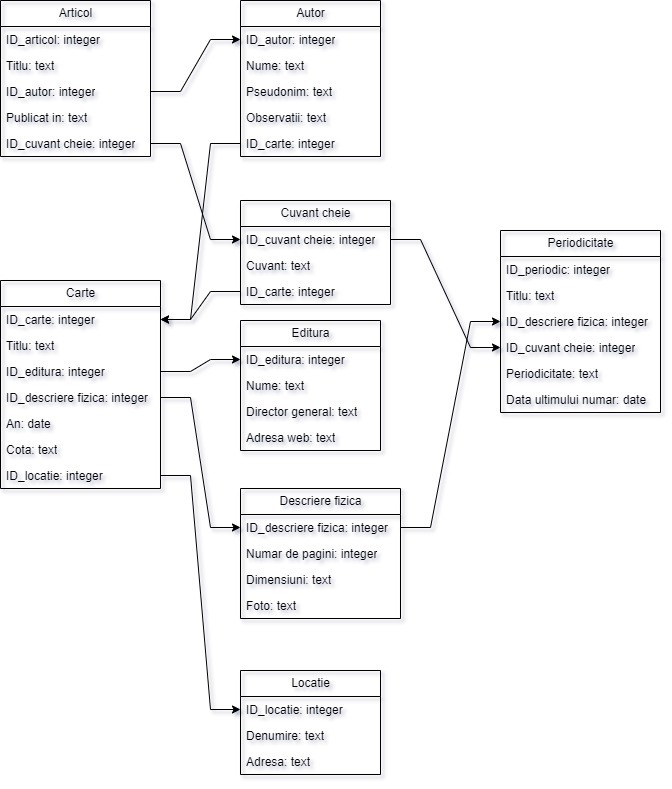 Articol
ID_articol: integer
Titlu: text
ID_autor: integer
Publicat in: text
ID_cuvant cheie: integer
Autor
ID_autor: integer
Nume: text
Pseudonim: text
Observatii: text
ID_carte: integer
Cuvant cheie
ID_cuvant cheie: integer
Cuvant: text
ID_carte: integer
Periodicitate
ID_periodic: integer
Titlu: text
ID_descriere fizica: integer
ID_cuvant cheie: integer
Periodicitate: text
Data ultimului numar: date
Carte
ID_carte: integer
Titlu: text
ID_editura: integer
ID_descriere fizica: integer
An: date
Cota: text
ID_locatie: integer
Editura
ID_editura: integer
Nume: text
Director general: text
Adresa web: text
Descriere fizica
ID_descriere fizica: integer
Numar de pagini: integer
Dimensiuni: text
Foto: text
Locatie
ID_locatie: integer
Denumire: text
Adresa: text